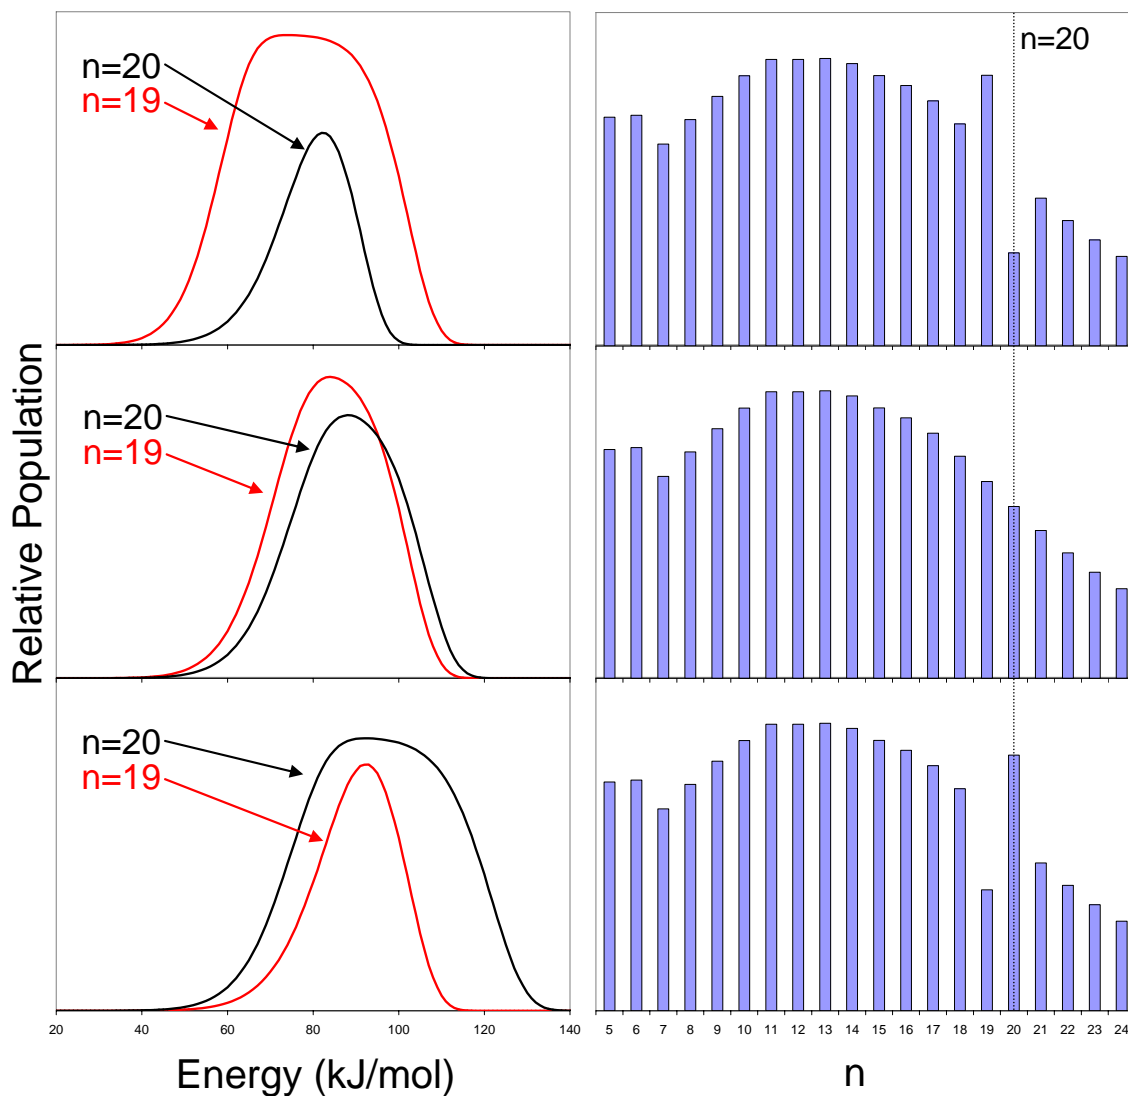 n=20
n=19
n=20
n=20
n=19
n=20
n=19
Relative Population
20 40 60 80 100 120 140
5 6 7 8 9 10 11 12 13 14 15 16 17 18 19 20 21 22 23 24
Energy (kJ/mol)
n